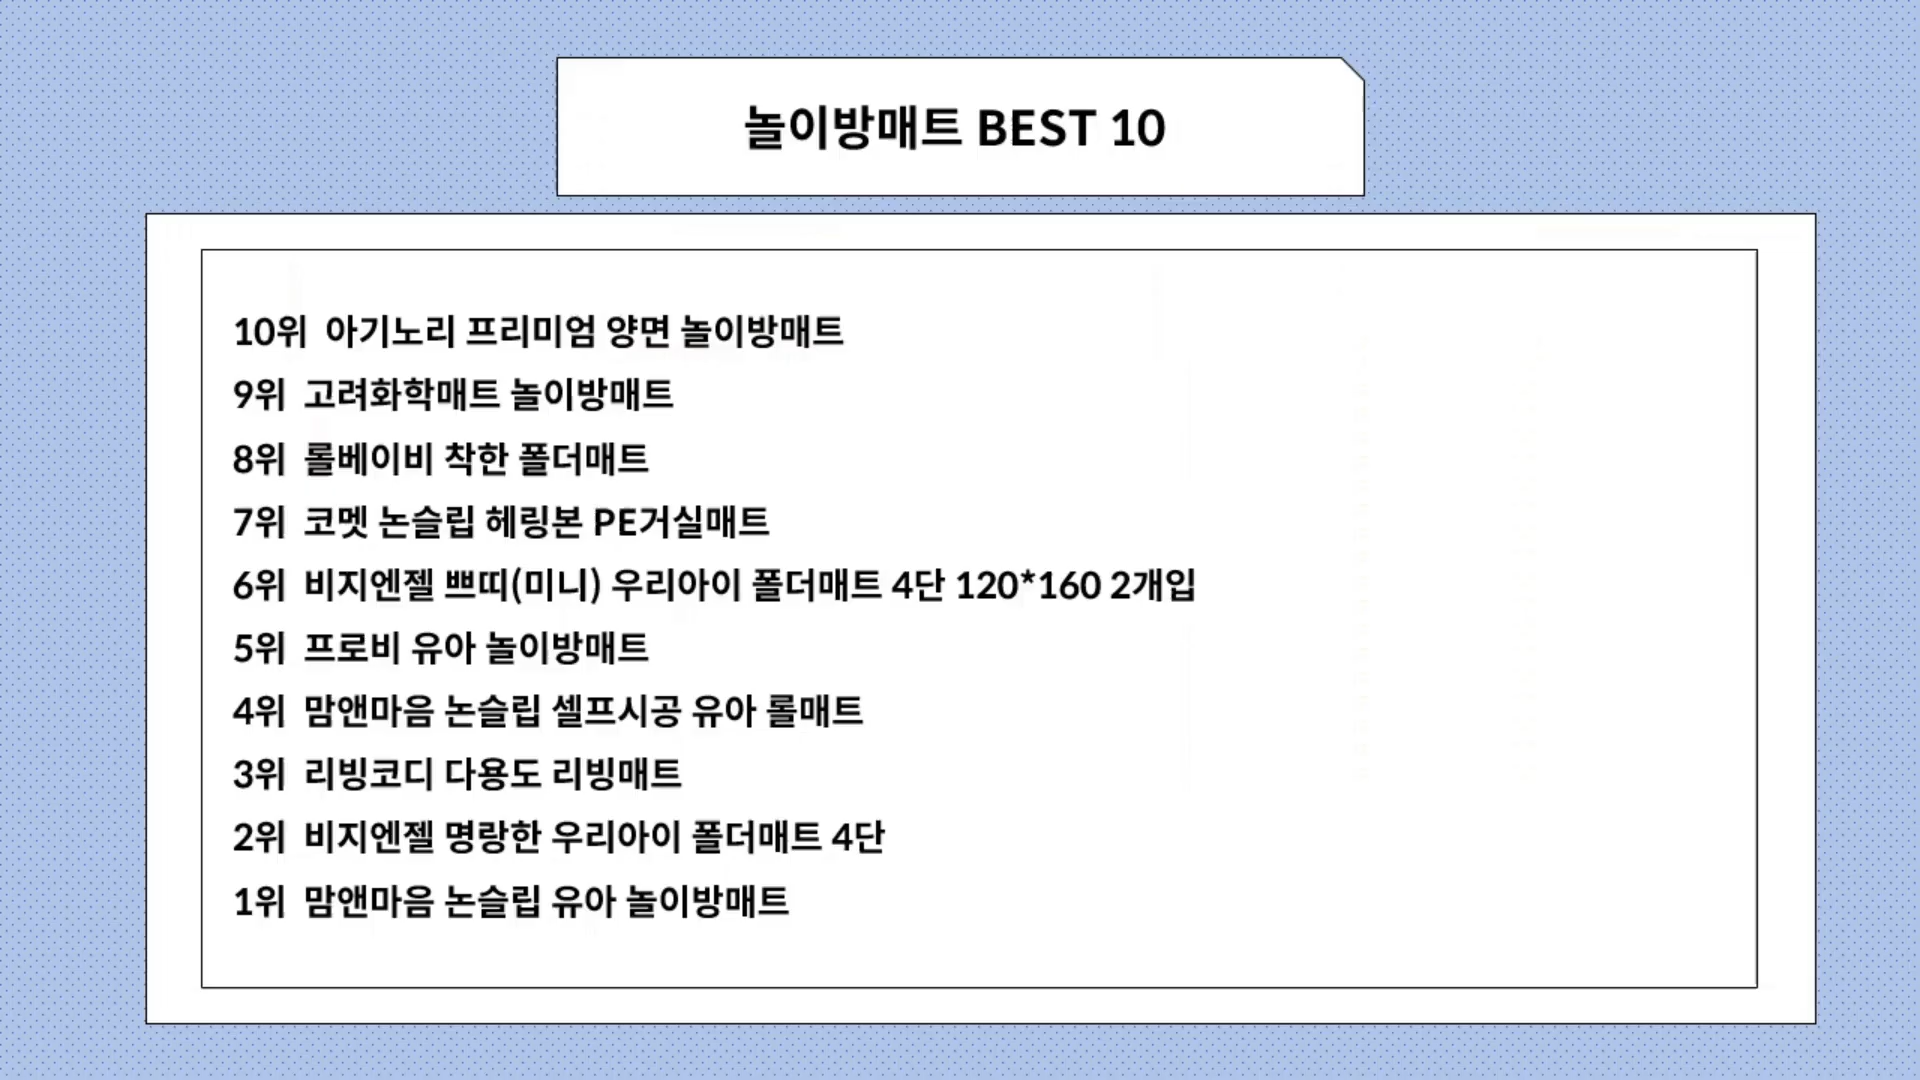 놀이방매트 BEST 10
10위 아기노리 프리미엄 양면 놀이방매트
9위 고려화학매트 놀이방매트
8위 롤베이비 착한 폴더매트
7위 코멧 논슬립 헤링본 PE거실매트
6위 비지엔젤 쁘띠(미니) 우리아이 폴더매트 4단 120*160 2개입
5위 프로비 유아 놀이방매트
4위 맘앤마음 논슬립 셀프시공 유아 롤매트
3위 리빙코디 다용도 리빙매트
2위 비지엔젤 명랑한 우리아이 폴더매트 4단
1위 맘앤마음 논슬립 유아 놀이방매트